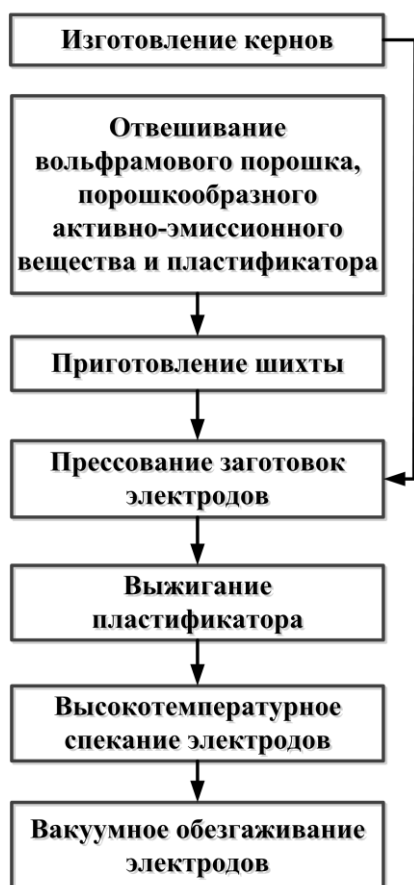 Изготовление кернов
Отвешивание
вольфрамового порошка,
порошкообразного
активно-эмиссионного
вещества и пластификатора
Приготовление шихты
Прессование заготовок
электродов
Выжигание
пластификатора
Высокотемпературное
спекание электродов
Вакуумное обезгаживание
электродов